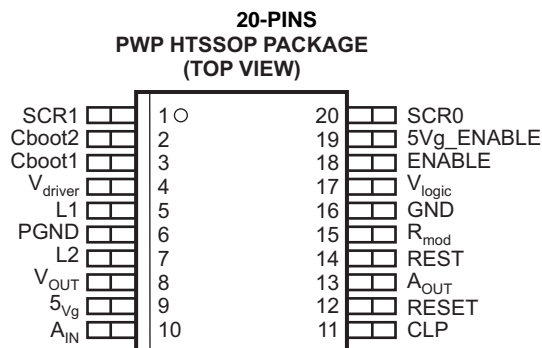 20-PINS
PWP HTSSOP PACKAGE
(TOP VIEW)
SCR1 1 20 SCR0
Cboot2 2 19 5Vg_ENABLE
Cboot1 3 18 ENABLE
Vdriver 4 17 Vlogic
L1 5 16 GND
PGND 6 15 Rmod
L2 7 14 REST
VOUT 8 13 AOUT
5Vg 9 12 RESET
AIN 10 11 CLP